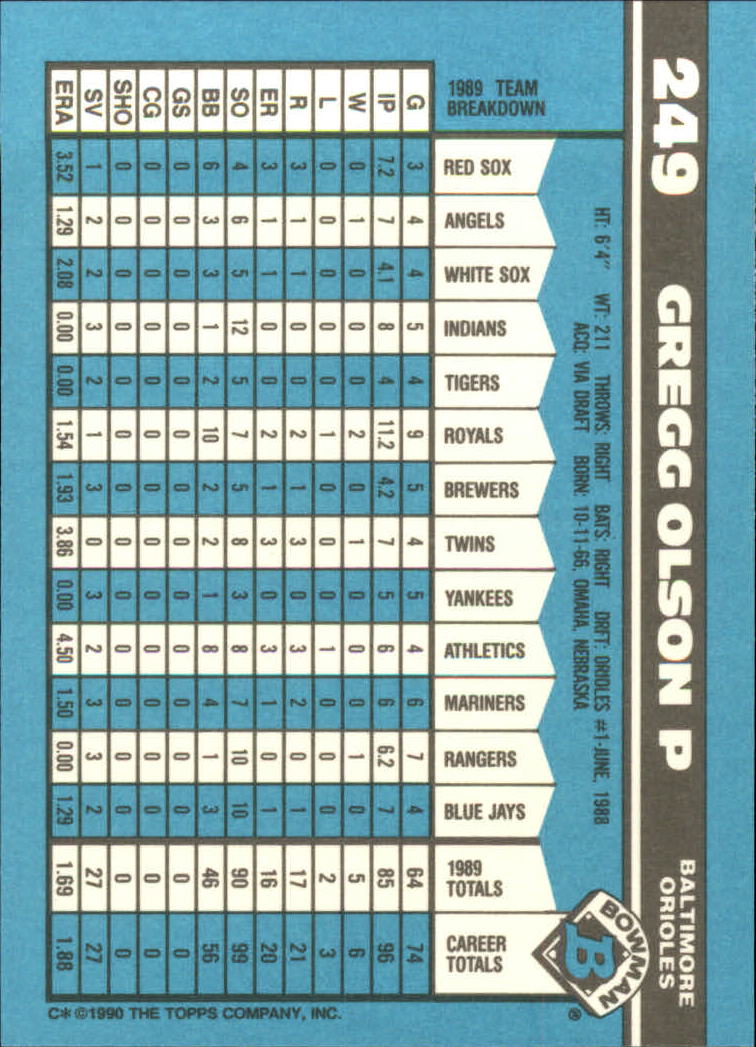 249 GREGG OLSON P
BALTIMORE
ORIOLES
HT: 6'4" WT: 211 THROWS: RIGHT BATS: RIGHT DRFT: ORIOLES #1-JUNE, 1988
ACQ: VIA DRAFT BORN: 10-11-66, OMAHA, NEBRASKA
BOWMAN
B
®
1989 TEAM
BREAKDOWN
G IP W L R ER SO BB GS CG SHO SV ERA
RED SOX 3 7.2 0 0 3 3 4 6 0 0 0 1 3.52
ANGELS 4 7 1 0 1 1 6 3 0 0 0 2 1.29
WHITE SOX 4 4.1 0 0 1 1 5 3 0 0 0 2 2.08
INDIANS 5 8 0 0 0 0 12 1 0 0 0 3 0.00
TIGERS 4 4 0 0 0 0 5 2 0 0 0 2 0.00
ROYALS 9 11.2 2 1 2 2 7 10 0 0 0 1 1.54
BREWERS 5 4.2 0 0 1 1 5 2 0 0 0 3 1.93
TWINS 4 7 1 0 3 3 8 2 0 0 0 0 3.86
YANKEES 5 5 0 0 0 0 3 1 0 0 0 3 0.00
ATHLETICS 4 6 0 1 3 3 8 8 0 0 0 2 4.50
MARINERS 6 6 0 0 2 1 7 4 0 0 0 3 1.50
RANGERS 7 6.2 1 0 0 0 10 1 0 0 0 3 0.00
BLUE JAYS 4 7 0 0 1 1 10 3 0 0 0 2 1.29
1989
TOTALS 64 85 5 2 17 16 90 46 0 0 0 27 1.69
CAREER
TOTALS 74 96 6 3 21 20 99 56 0 0 0 27 1.88
C* © 1990 THE TOPPS COMPANY, INC.